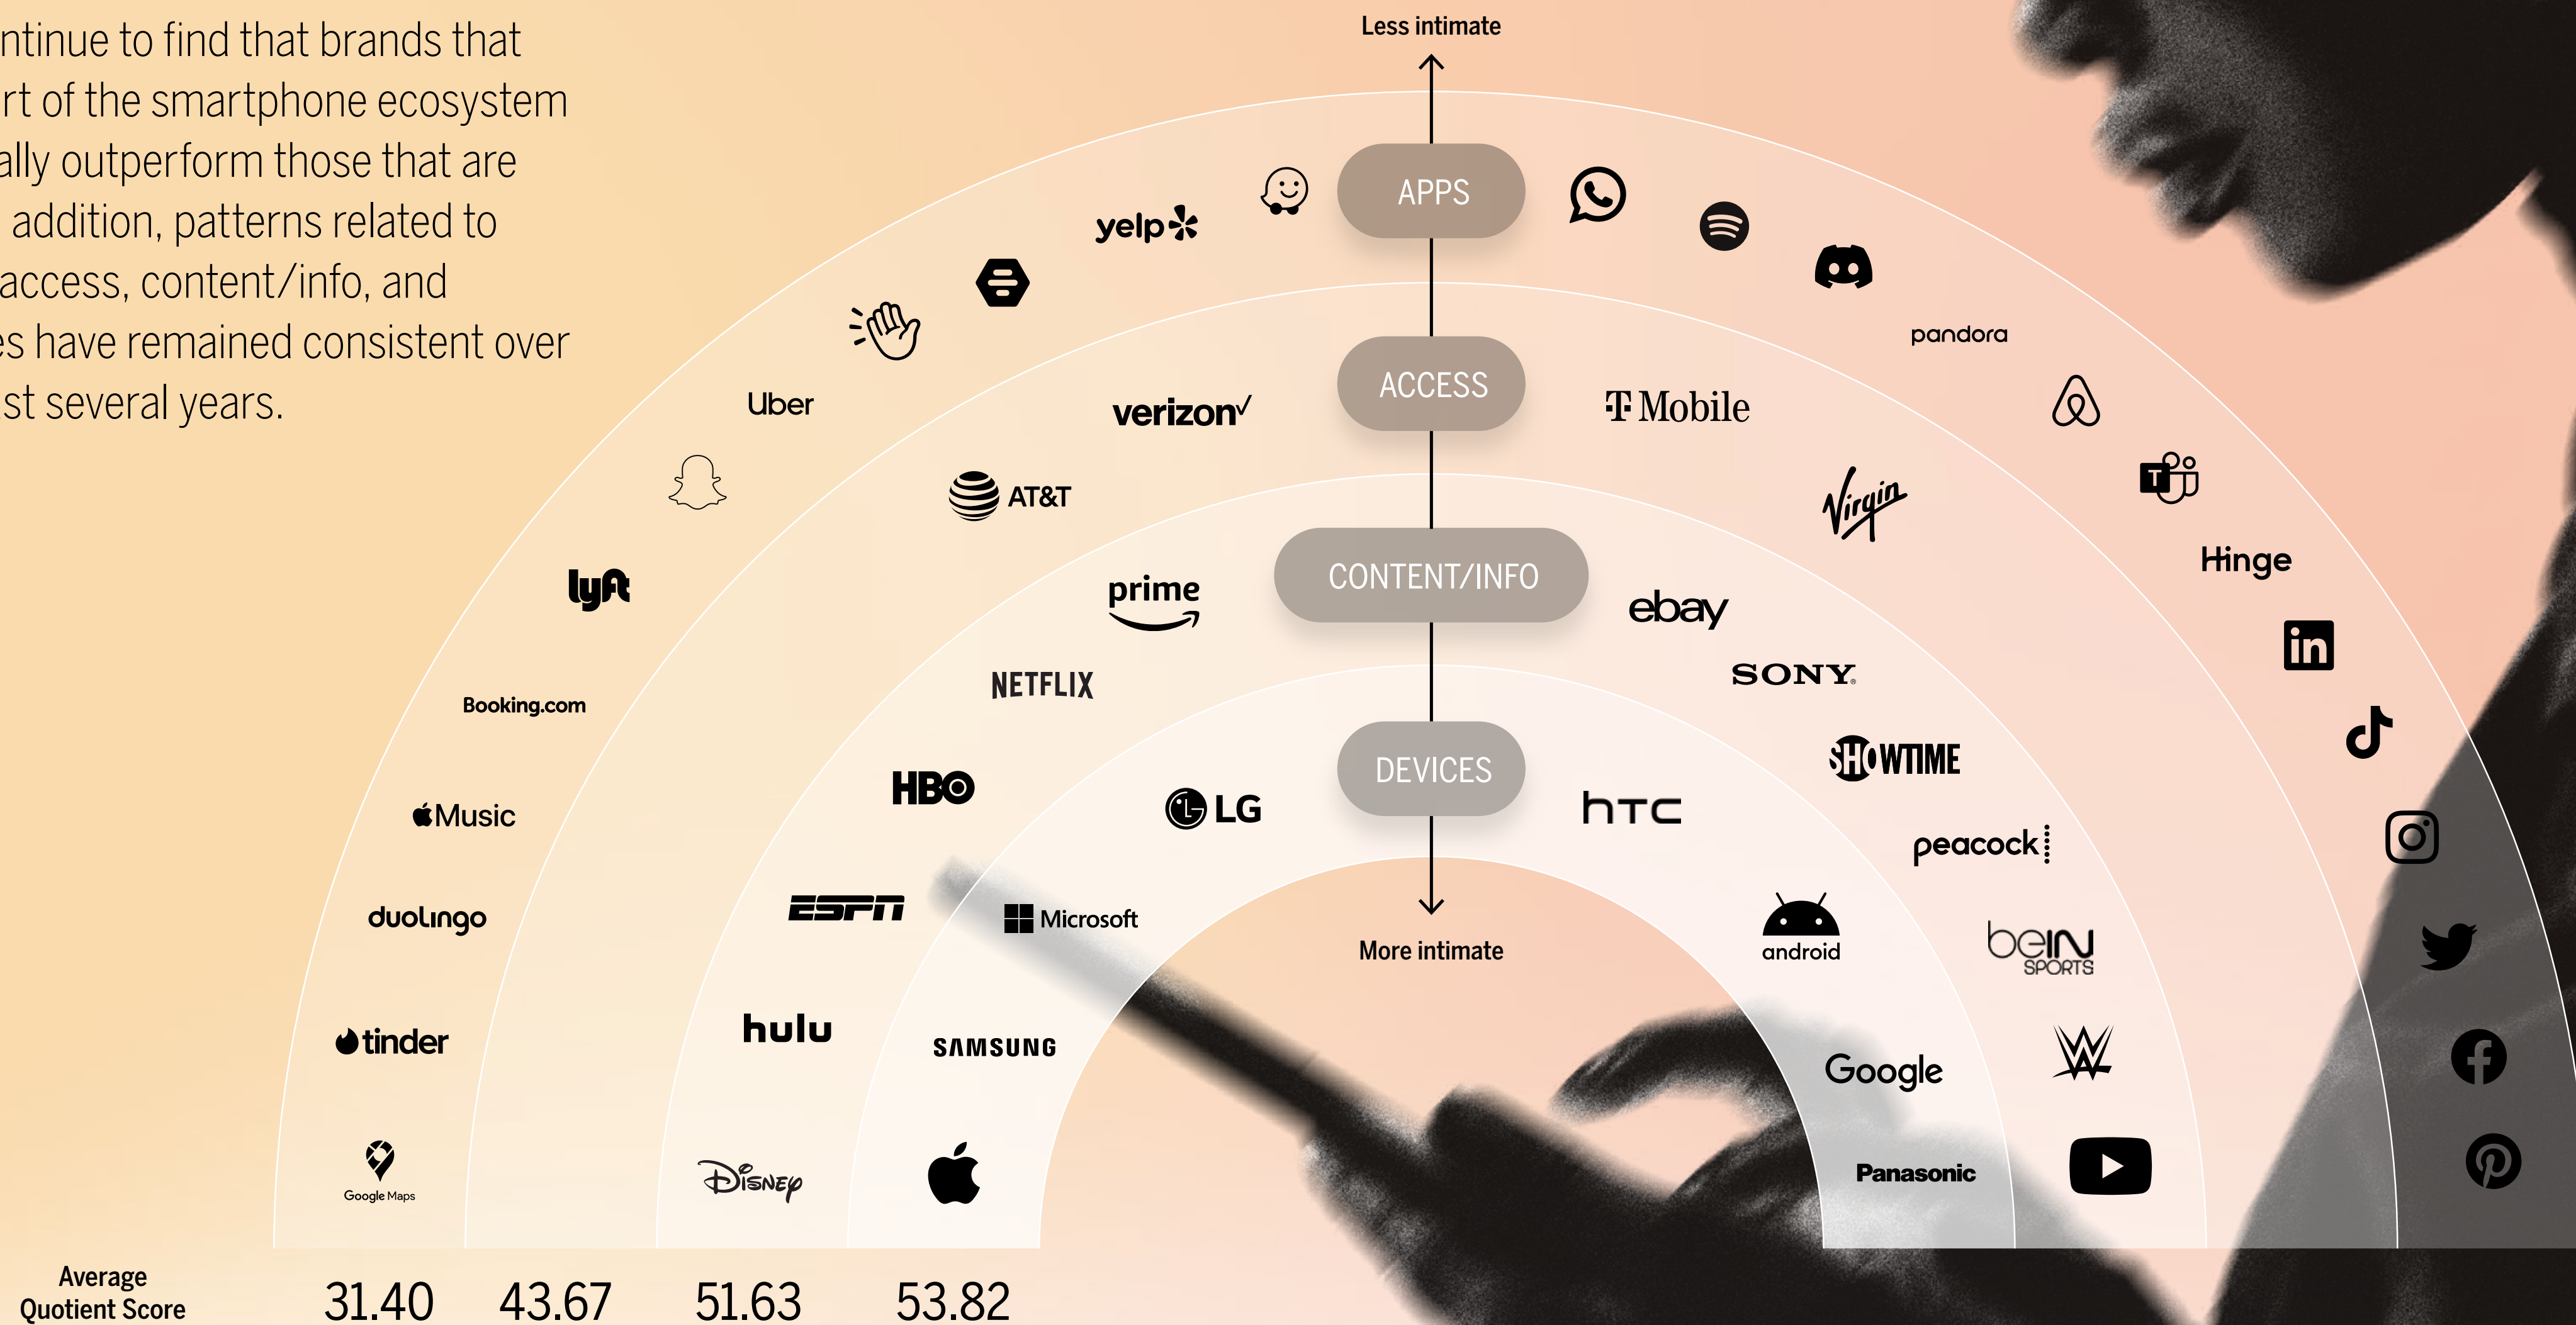 ntinue to find that brands that
rt of the smartphone ecosystem
ally outperform those that are
addition, patterns related to
access, content/info, and
es have remained consistent over
st several years.
Less intimate
APPS
yelp
Uber
lyft
Booking.com
Music
duolingo
tinder
Google Maps
pandora
T
Hinge
in
ACCESS
verizon
AT&T
T Mobile
Virgin
CONTENT/INFO
prime
NETFLIX
HBO
ESPN
hulu
Disney
ebay
SONY
SHOWTIME
peacock
beIN
SPORTS
W
DEVICES
LG
Microsoft
SAMSUNG
hTC
android
Google
Panasonic
More intimate
Average
Quotient Score
31.40 43.67 51.63 53.82